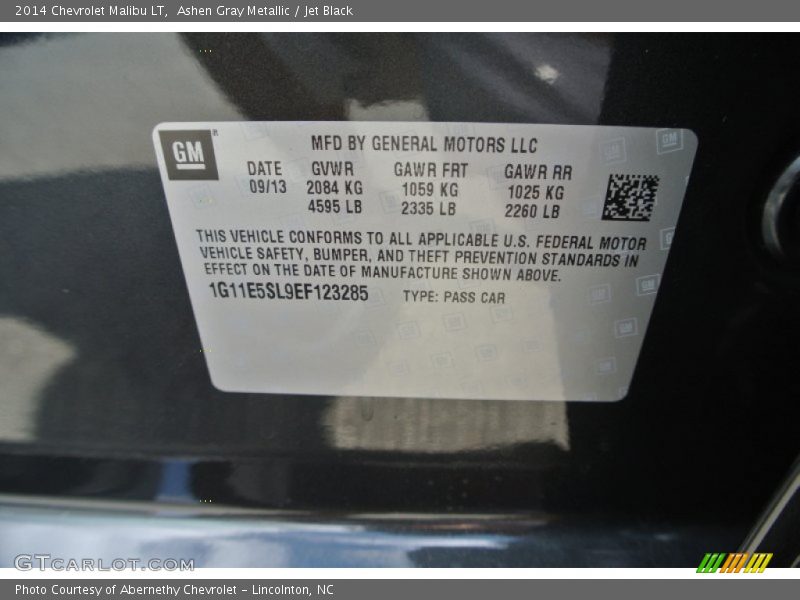 2014 Chevrolet Malibu LT, Ashen Gray Metallic / Jet Black
GM®
MFD BY GENERAL MOTORS LLC
DATE GVWR GAWR FRT GAWR RR
09/13 2084 KG 1059 KG 1025 KG
4595 LB 2335 LB 2260 LB
THIS VEHICLE CONFORMS TO ALL APPLICABLE U.S. FEDERAL MOTOR
VEHICLE SAFETY, BUMPER, AND THEFT PREVENTION STANDARDS IN
EFFECT ON THE DATE OF MANUFACTURE SHOWN ABOVE.
1G11E5SL9EF123285 TYPE: PASS CAR
GTCARLOT.COM
Photo Courtesy of Abernethy Chevrolet – Lincolnton, NC